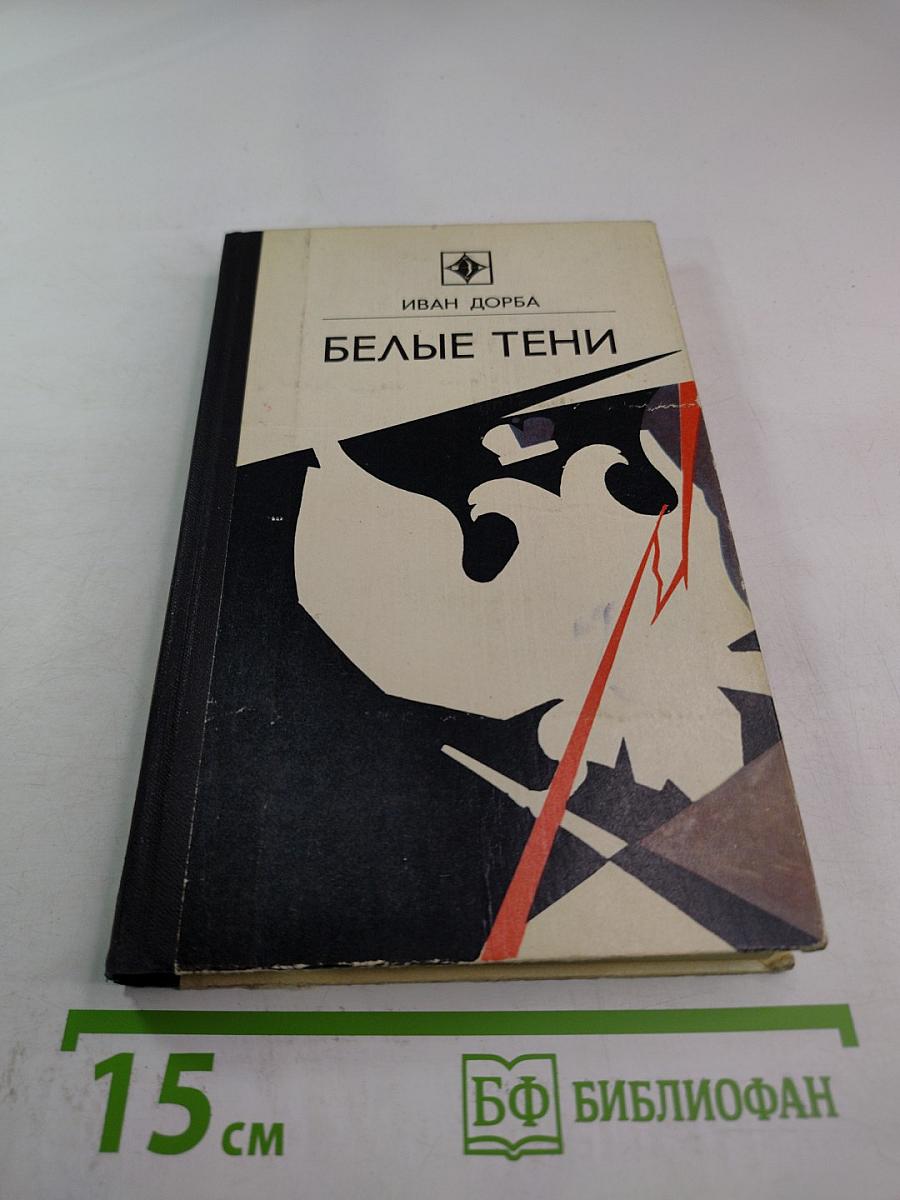 ИВАН ДОРБА
БЕЛЫЕ ТЕНИ
15 см
БФ БИБЛИОФАН